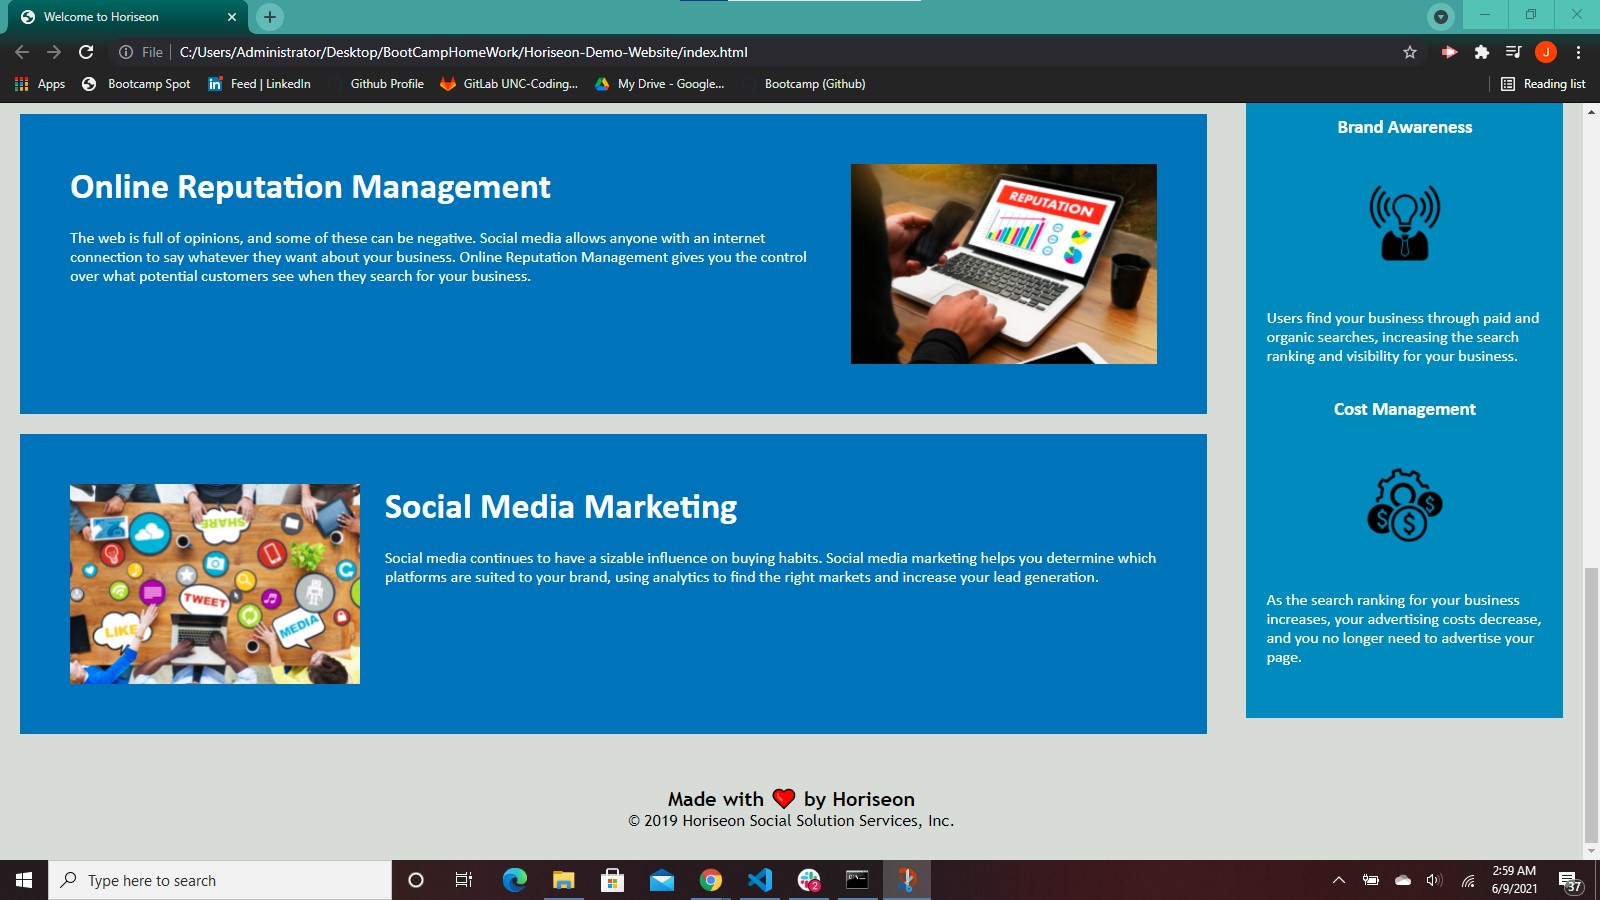 Welcome to Horiseon
File
C:/Users/Administrator/Desktop/BootCampHomeWork/Horiseon-Demo-Website/index.html
J
Apps
Bootcamp Spot
Feed | LinkedIn
Github Profile
GitLab UNC-Coding...
My Drive - Google...
Bootcamp (Github)
Reading list
Online Reputation Management
The web is full of opinions, and some of these can be negative. Social media allows anyone with an internet
connection to say whatever they want about your business. Online Reputation Management gives you the control
over what potential customers see when they search for your business.
REPUTATION
Social Media Marketing
Social media continues to have a sizable influence on buying habits. Social media marketing helps you determine which
platforms are suited to your brand, using analytics to find the right markets and increase your lead generation.
SHARE
TWEET
LIKE
MEDIA
Brand Awareness
Users find your business through paid and
organic searches, increasing the search
ranking and visibility for your business.
Cost Management
As the search ranking for your business
increases, your advertising costs decrease,
and you no longer need to advertise your
page.
Made with ❤️ by Horiseon
© 2019 Horiseon Social Solution Services, Inc.
Type here to search
2
2:59 AM
6/9/2021
37